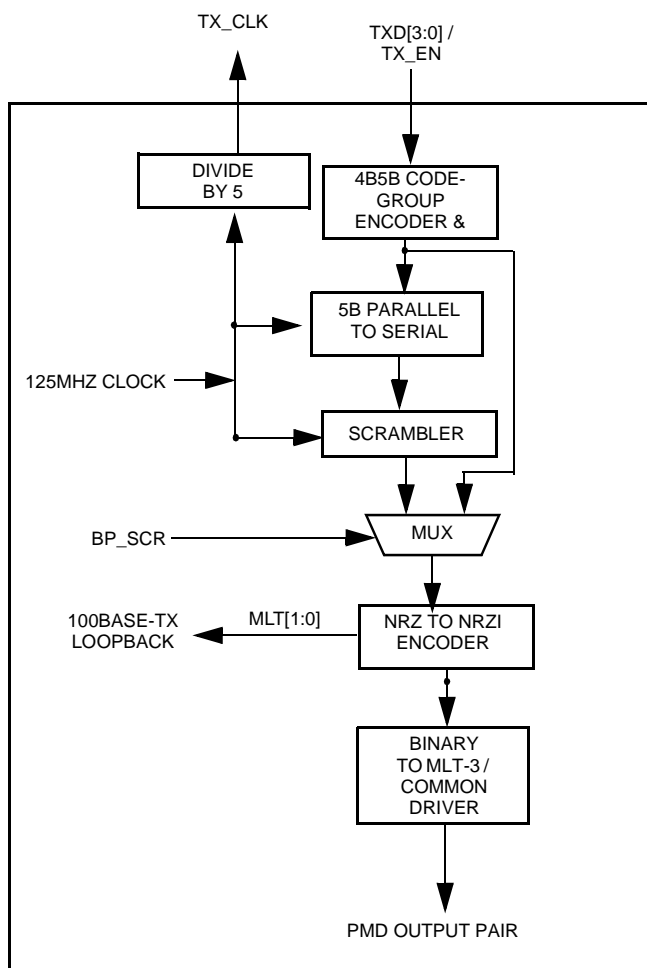 TX_CLK
TXD[3:0] /
TX_EN
DIVIDE
BY 5
4B5B CODE-
GROUP
ENCODER &
5B PARALLEL
TO SERIAL
125MHZ CLOCK
SCRAMBLER
BP_SCR
MUX
100BASE-TX
LOOPBACK
MLT[1:0]
NRZ TO NRZI
ENCODER
BINARY
TO MLT-3 /
COMMON
DRIVER
PMD OUTPUT PAIR